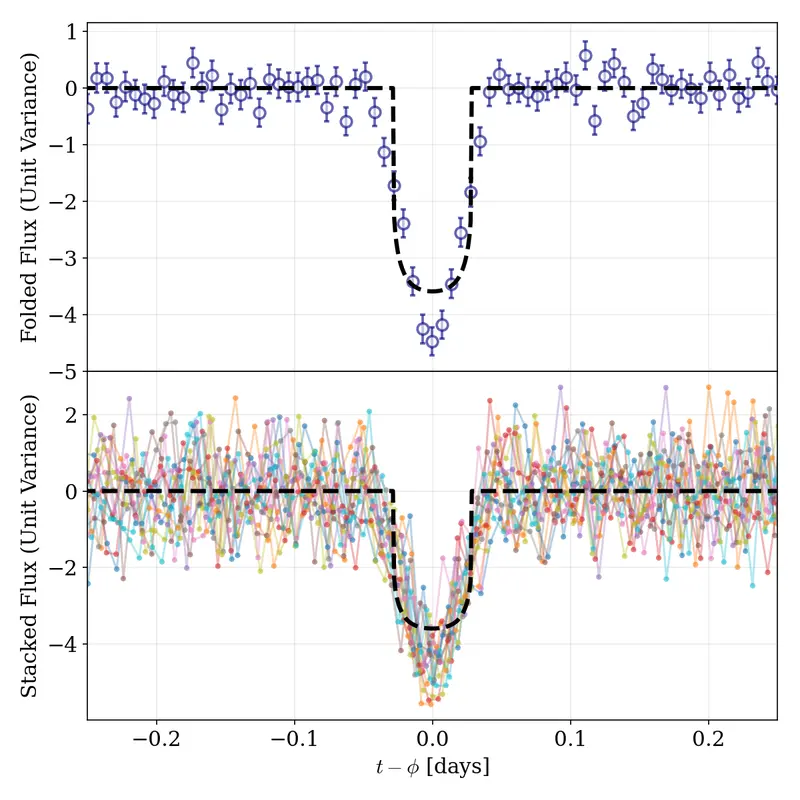 Folded Flux (Unit Variance)
1
0
−1
−2
−3
−4
−5
Stacked Flux (Unit Variance)
2
0
−2
−4
−0.2 −0.1 0.0 0.1 0.2
t − ϕ [days]